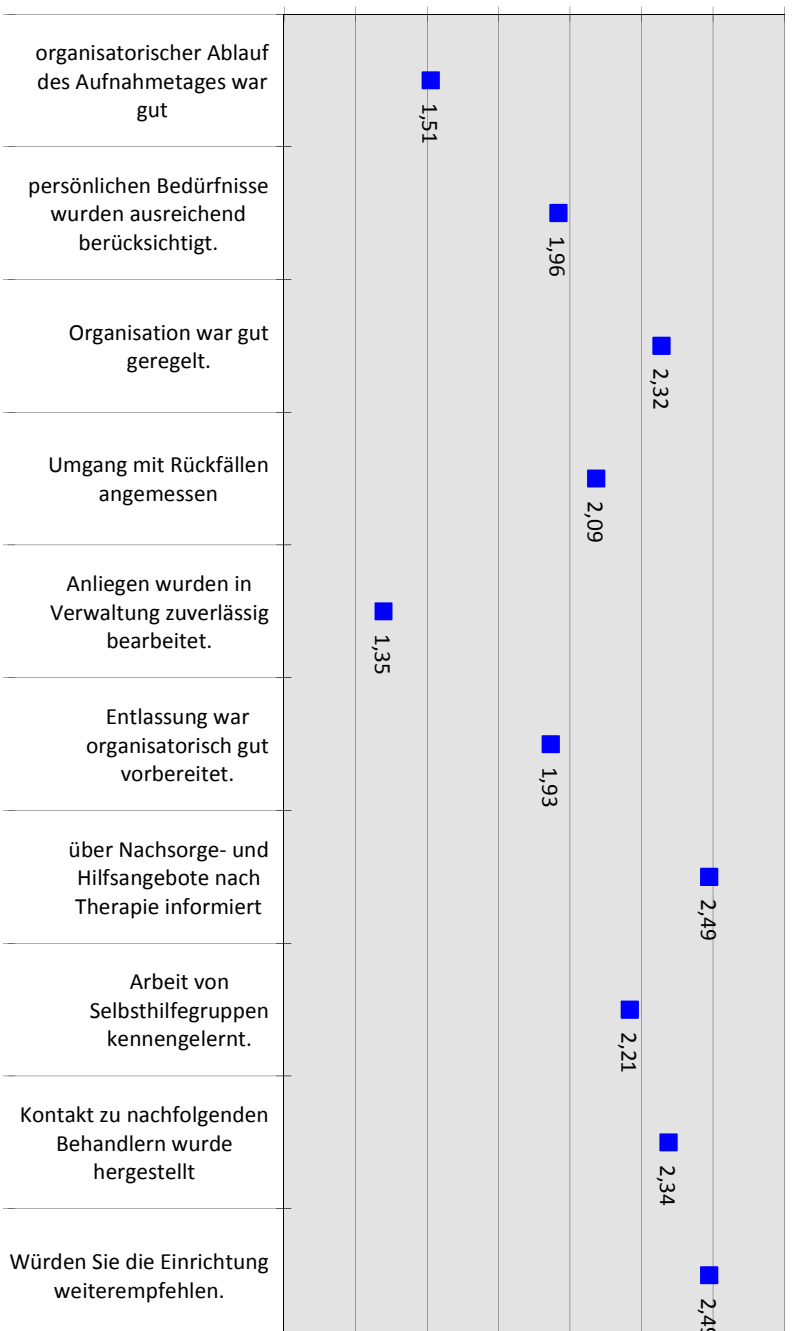 organisatorischer Ablauf
des Aufnahmetages war
gut
1,51
persönlichen Bedürfnisse
wurden ausreichend
berücksichtigt.
1,96
Organisation war gut
geregelt.
2,32
Umgang mit Rückfällen
angemessen
2,09
Anliegen wurden in
Verwaltung zuverlässig
bearbeitet.
1,35
Entlassung war
organisatorisch gut
vorbereitet.
1,93
über Nachsorge- und
Hilfsangebote nach
Therapie informiert
2,49
Arbeit von
Selbsthilfegruppen
kennengelernt.
2,21
Kontakt zu nachfolgenden
Behandlern wurde
hergestellt
2,34
Würden Sie die Einrichtung
weiterempfehlen.
2,49